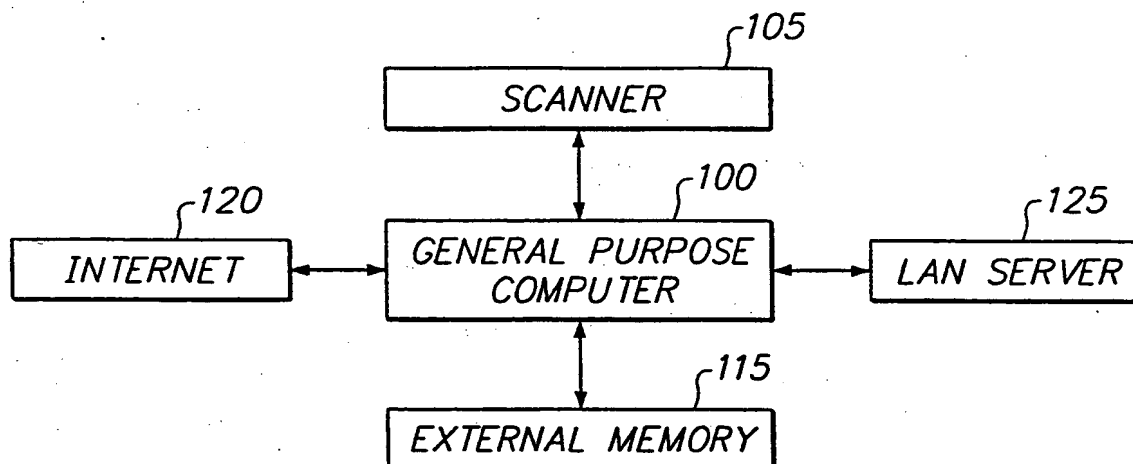 105
SCANNER
100
120
125
GENERAL PURPOSE
COMPUTER
INTERNET
LAN SERVER
115
EXTERNAL MEMORY